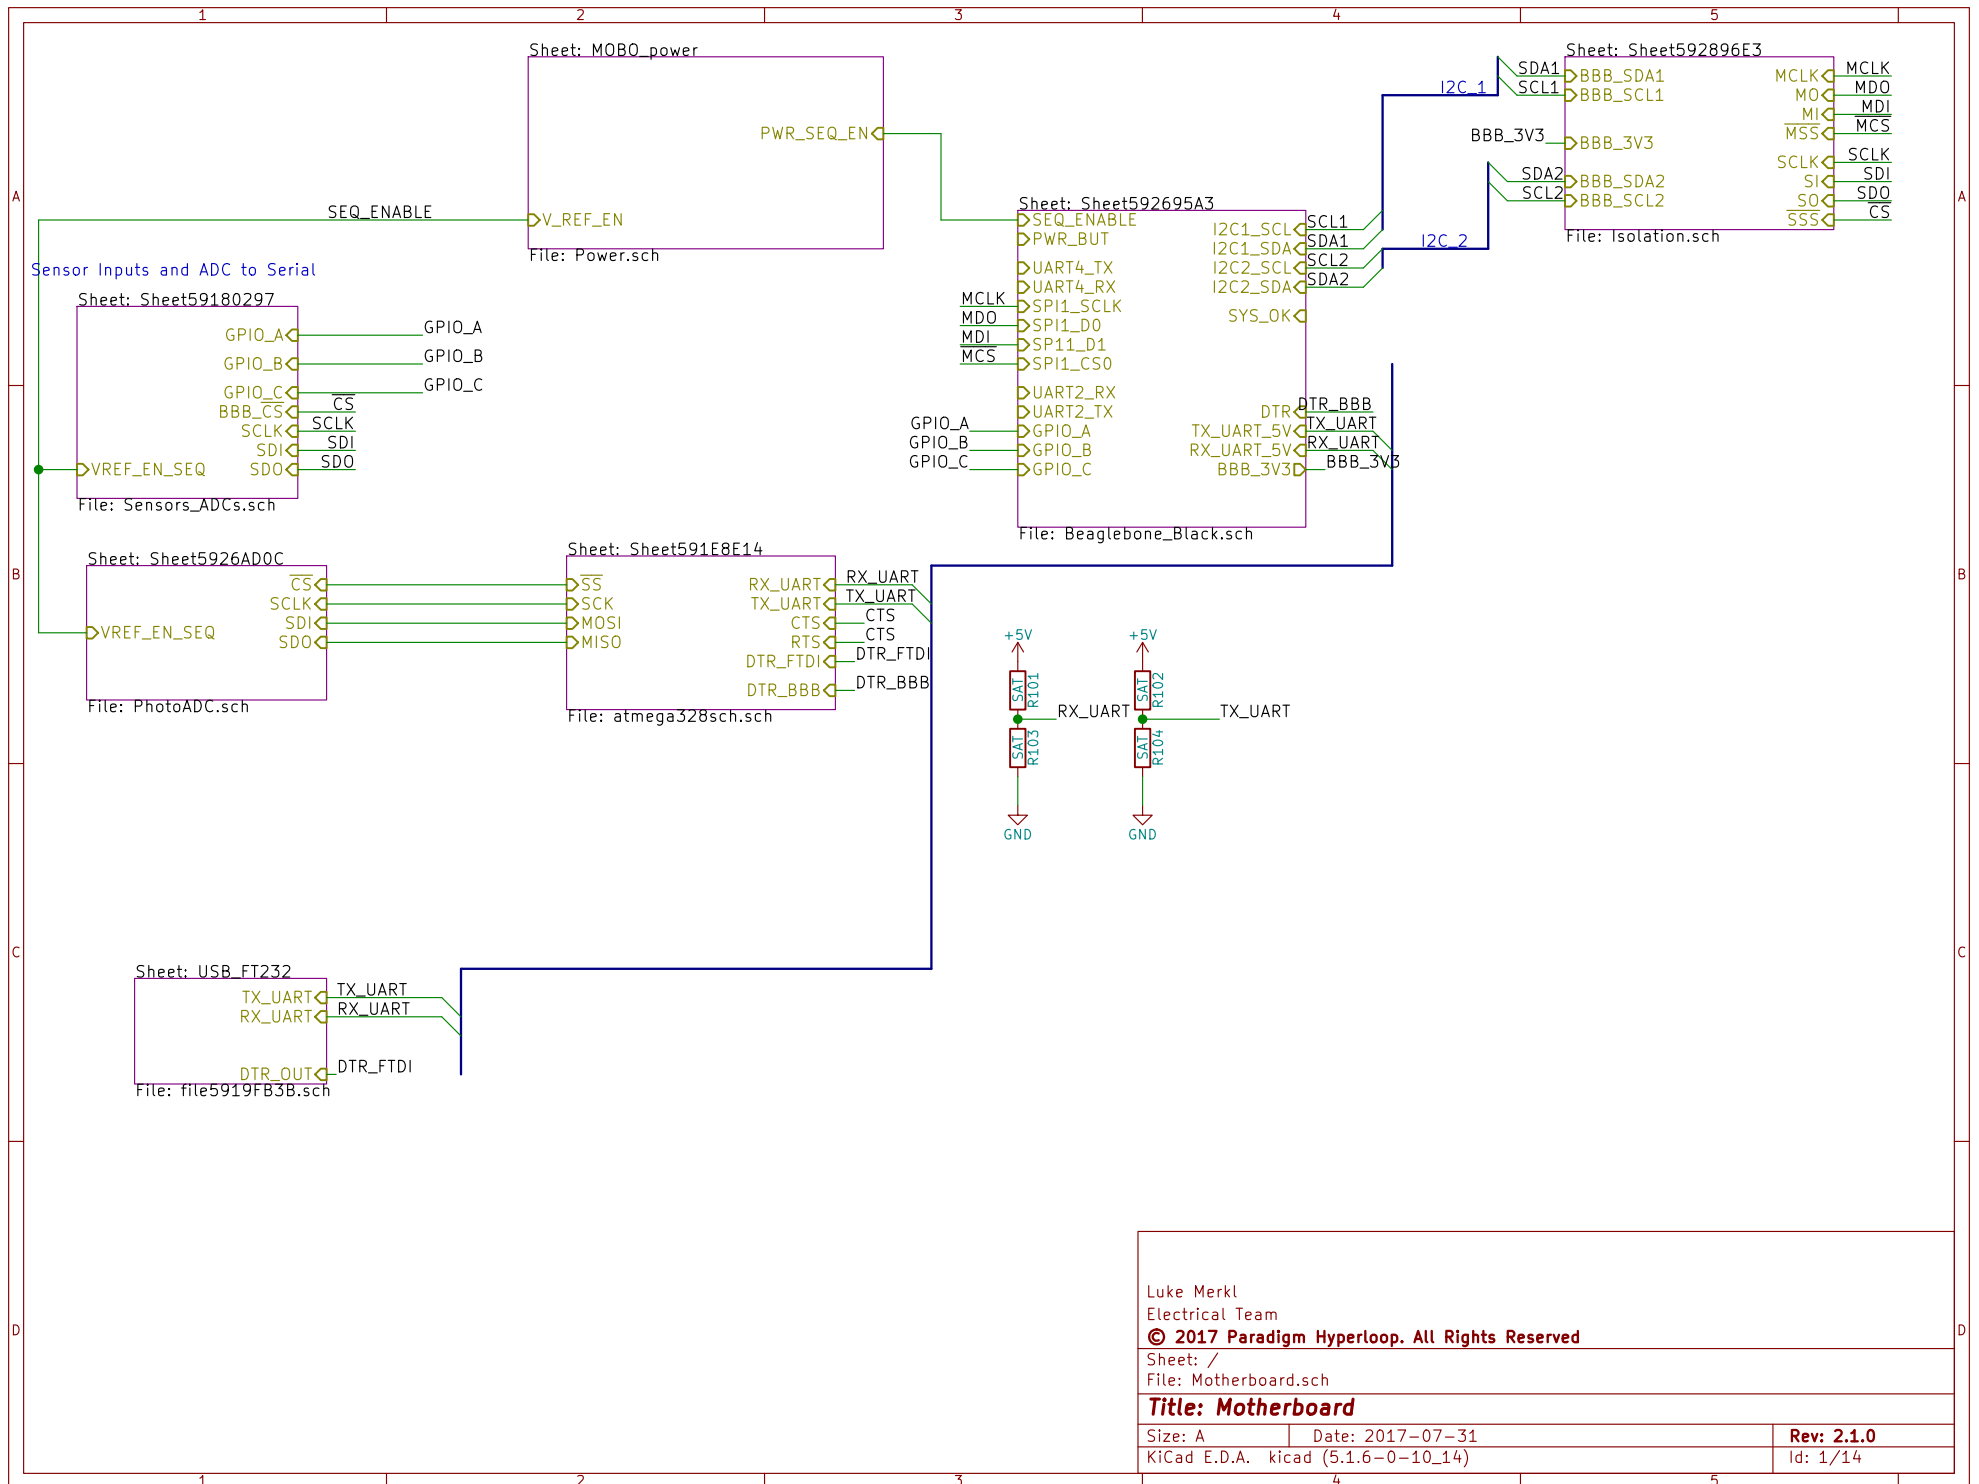 1 2 3 4 5
Sheet: MOBO_power
PWR_SEQ_EN
V_REF_EN
File: Power.sch
SEQ_ENABLE
Sensor Inputs and ADC to Serial
Sheet: Sheet59180297
GPIO_A
GPIO_B
GPIO_C
BBB_CS
SCLK
SDI
SDO
VREF_EN_SEQ
GPIO_A
GPIO_B
GPIO_C
CS
SCLK
SDI
SDO
File: Sensors_ADCs.sch
Sheet: Sheet592695A3
SEQ_ENABLE
PWR_BUT
UART4_TX
UART4_RX
SPI1_SCLK
SPI1_D0
SP11_D1
SPI1_CS0
UART2_RX
UART2_TX
GPIO_A
GPIO_B
GPIO_C
MCLK
MDO
MDI
MCS
GPIO_A
GPIO_B
GPIO_C
I2C1_SCL
I2C1_SDA
I2C2_SCL
I2C2_SDA
SYS_OK
DTR
TX_UART_5V
RX_UART_5V
BBB_3V3
SCL1
SDA1
SCL2
SDA2
DTR_BBB
TX_UART
RX_UART
BBB_3V3
File: Beaglebone_Black.sch
I2C_1
I2C_2
Sheet: Sheet592896E3
SDA1
SCL1
BBB_3V3
SDA2
SCL2
BBB_SDA1
BBB_SCL1
BBB_3V3
BBB_SDA2
BBB_SCL2
MCLK
MO
MI
MSS
SCLK
SI
SO
SSS
MCLK
MDO
MDI
MCS
SCLK
SDI
SDO
CS
File: Isolation.sch
Sheet: Sheet5926AD0C
CS
SCLK
SDI
SDO
VREF_EN_SEQ
File: PhotoADC.sch
Sheet: Sheet591E8E14
SS
SCK
MOSI
MISO
RX_UART
TX_UART
CTS
RTS
DTR_FTDI
DTR_BBB
RX_UART
TX_UART
CTS
CTS
DTR_FTDI
DTR_BBB
File: atmega328sch.sch
+5V
SAT
R101
RX_UART
SAT
R103
GND
+5V
SAT
R102
TX_UART
SAT
R104
GND
Sheet: USB_FT232
TX_UART
RX_UART
DTR_OUT
TX_UART
RX_UART
DTR_FTDI
File: file5919FB3B.sch
A A
B B
C C
D D
Luke Merkl
Electrical Team
© 2017 Paradigm Hyperloop. All Rights Reserved
Sheet: /
File: Motherboard.sch
Title: Motherboard
Size: A Date: 2017-07-31 Rev: 2.1.0
KiCad E.D.A. kicad (5.1.6-0-10_14) Id: 1/14
1 2 3 4 5